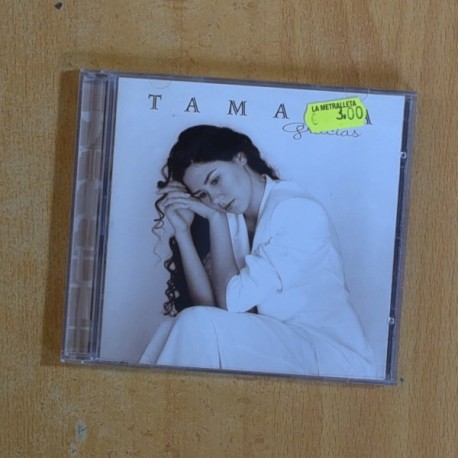 TAMA
LA METRALLETA
€ 3.00
Gracias